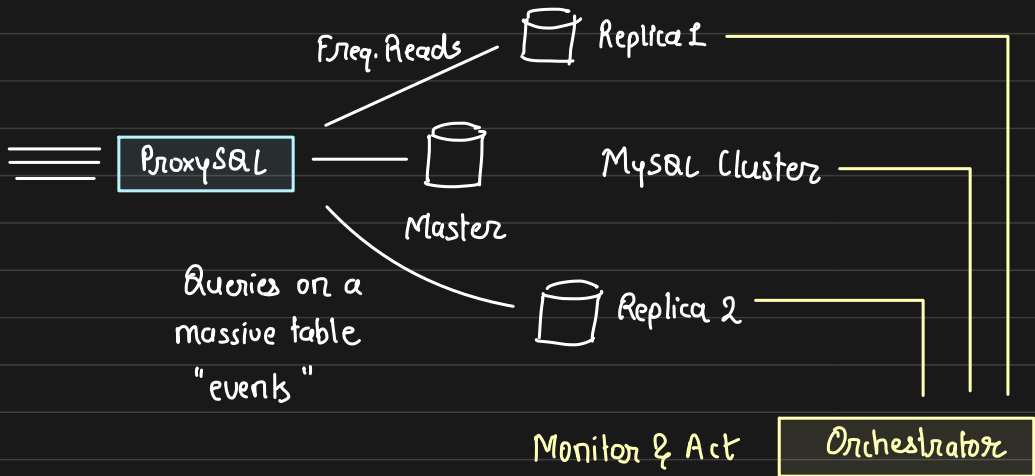 Freq. Reads
Replica 1
ProxySQL
MySQL Cluster
Master
Queries on a
massive table
"events"
Replica 2
Monitor & Act
Orchestrator